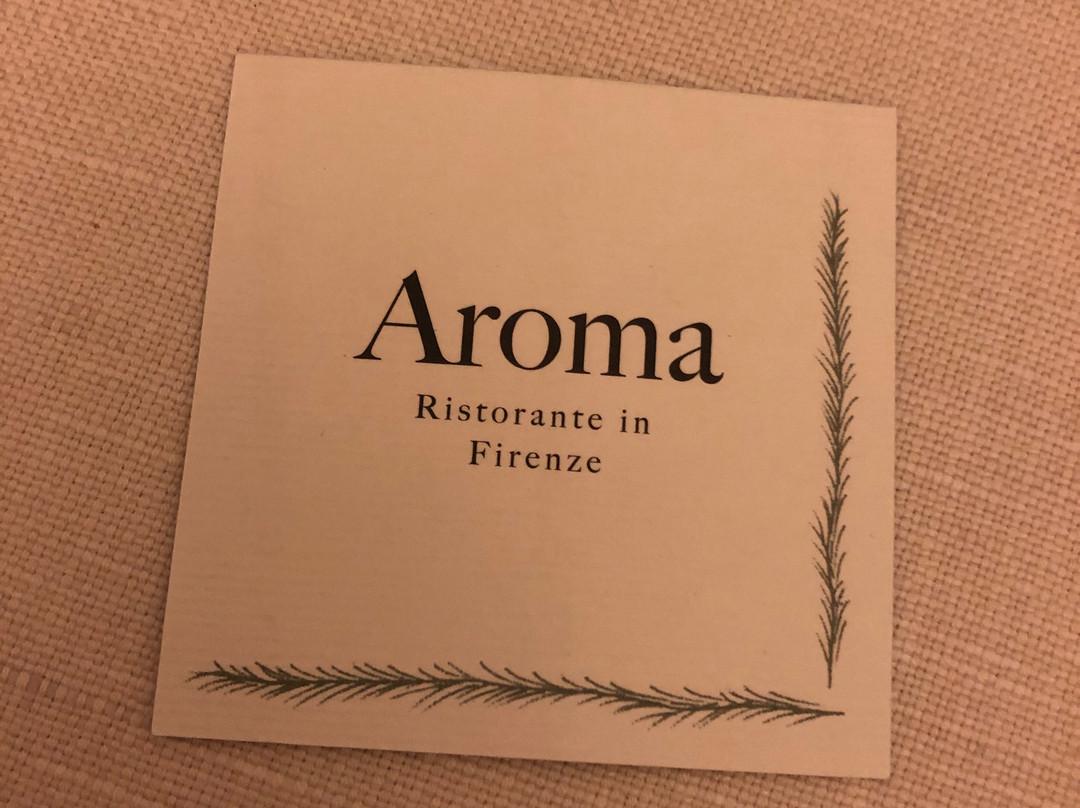 Aroma
Ristorante in
Firenze